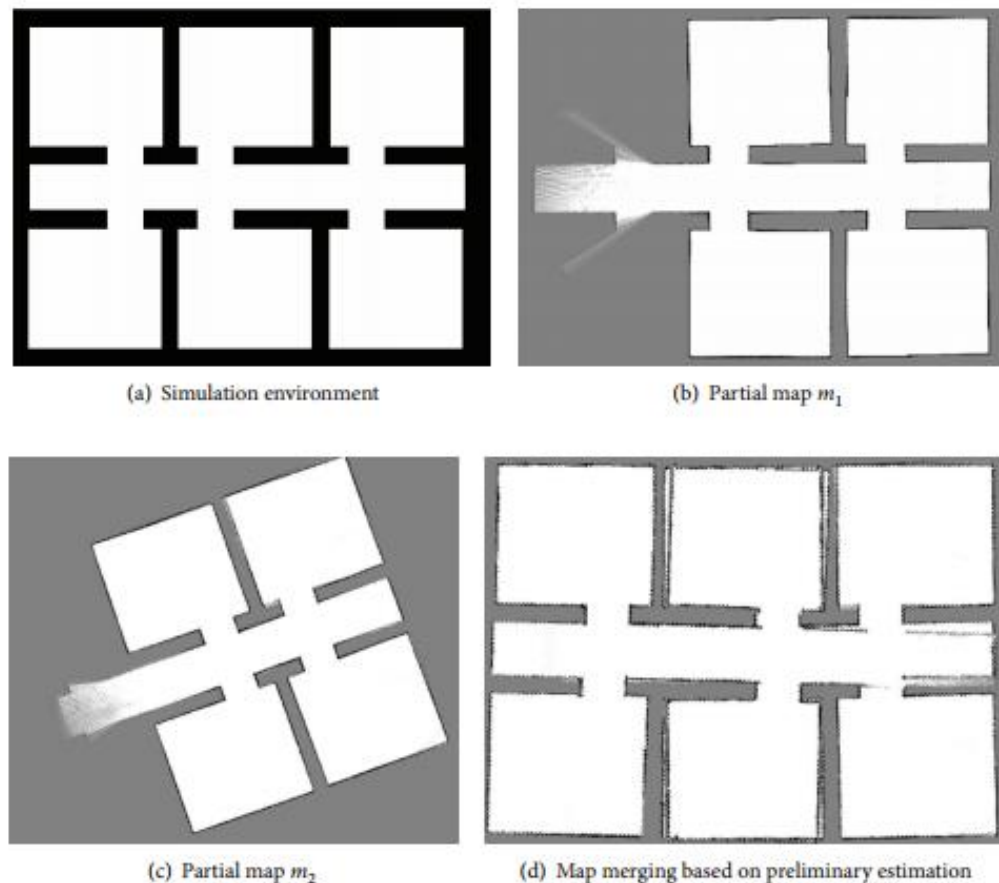 (a) Simulation environment
(b) Partial map m₁
(c) Partial map m₂
(d) Map merging based on preliminary estimation